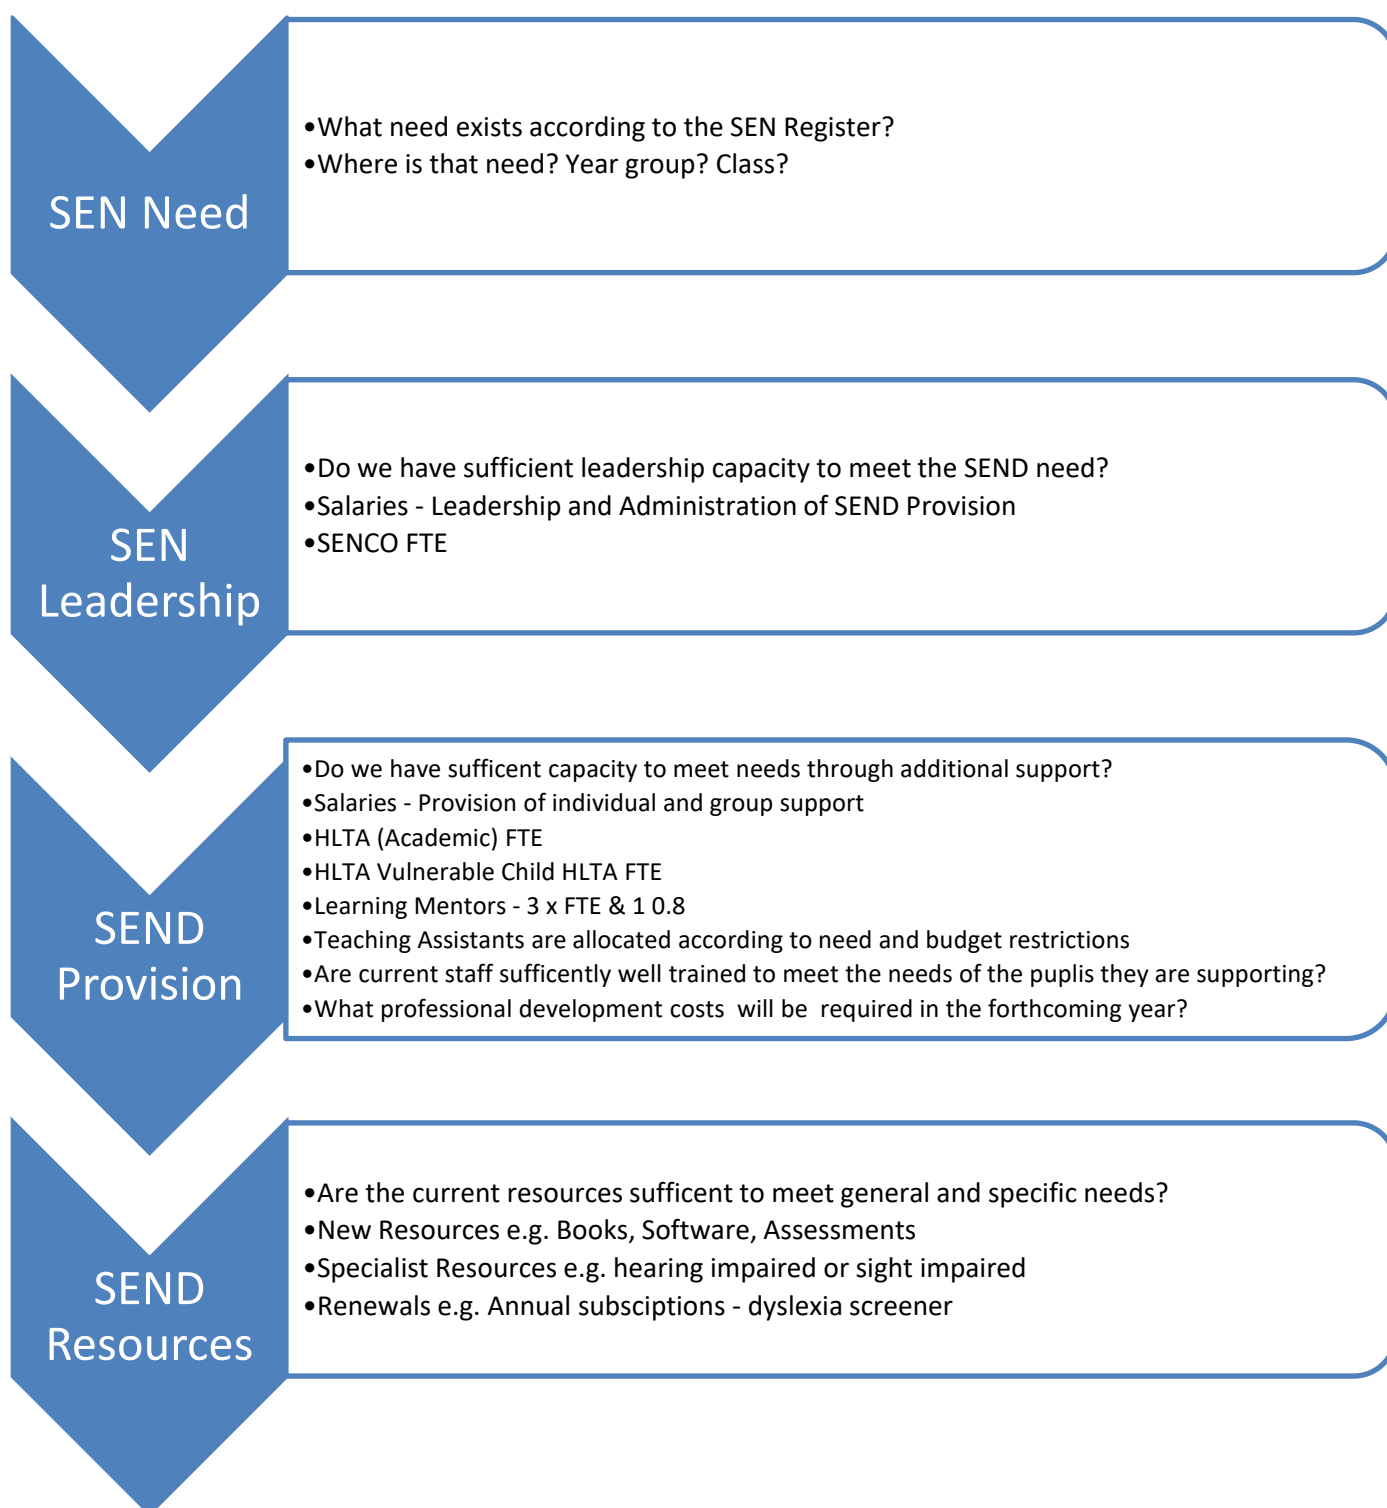 SEN Need
•What need exists according to the SEN Register?
•Where is that need? Year group? Class?
SEN
Leadership
•Do we have sufficient leadership capacity to meet the SEND need?
•Salaries - Leadership and Administration of SEND Provision
•SENCO FTE
SEND
Provision
•Do we have sufficent capacity to meet needs through additional support?
•Salaries - Provision of individual and group support
•HLTA (Academic) FTE
•HLTA Vulnerable Child HLTA FTE
•Learning Mentors - 3 x FTE & 1 0.8
•Teaching Assistants are allocated according to need and budget restrictions
•Are current staff sufficently well trained to meet the needs of the puplis they are supporting?
•What professional development costs  will be  required in the forthcoming year?
SEND
Resources
•Are the current resources sufficent to meet general and specific needs?
•New Resources e.g. Books, Software, Assessments
•Specialist Resources e.g. hearing impaired or sight impaired
•Renewals e.g. Annual subsciptions - dyslexia screener